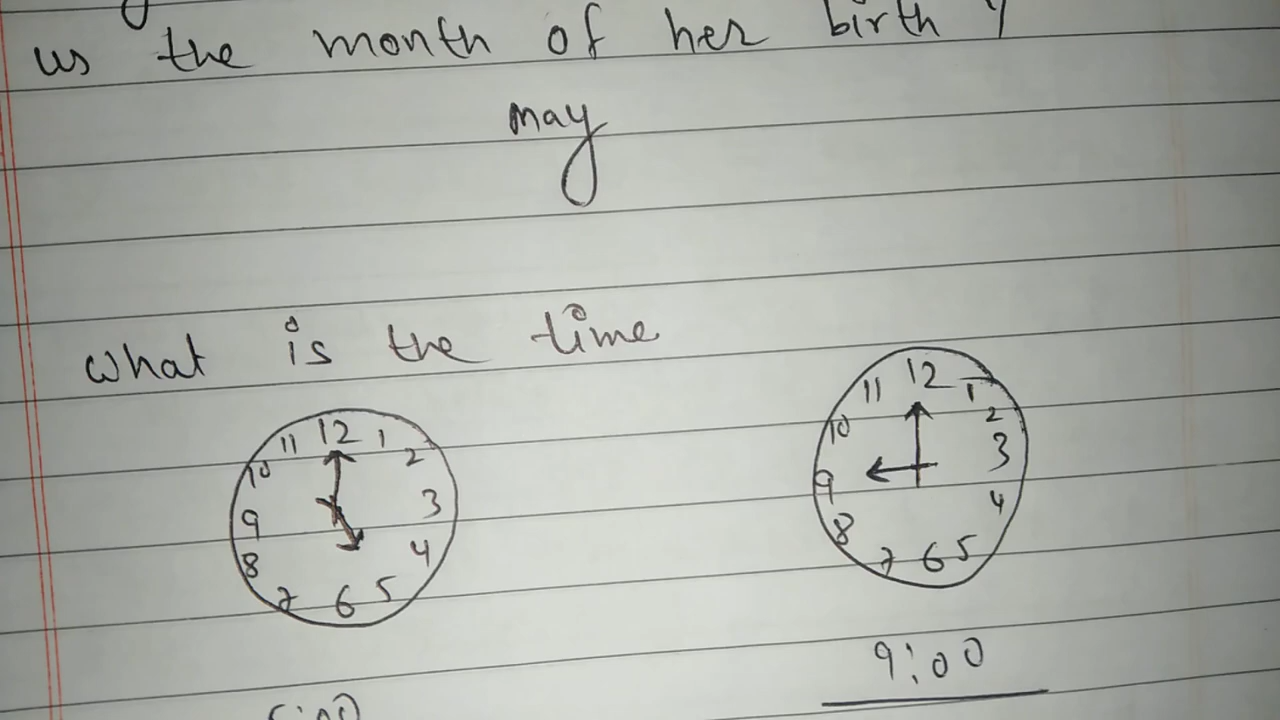 us the month of her birth ?
may
what is the time
11 12 1
10 2
9 3
8 4
7 6 5
11 12 1
10 2
9 3
8 4
7 6 5
9:00